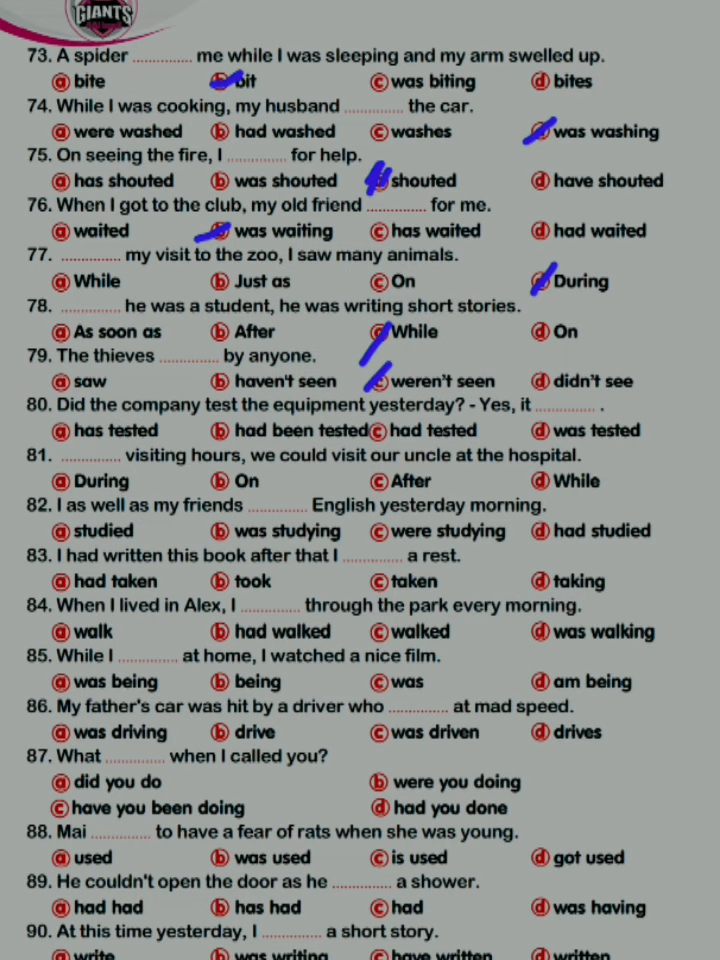 GIANTS
73. A spider .............. me while I was sleeping and my arm swelled up.
ⓐ bite ⓑ bit ⓒ was biting ⓓ bites
74. While I was cooking, my husband .............. the car.
ⓐ were washed ⓑ had washed ⓒ washes ⓓ was washing
75. On seeing the fire, I .............. for help.
ⓐ has shouted ⓑ was shouted ⓒ shouted ⓓ have shouted
76. When I got to the club, my old friend .............. for me.
ⓐ waited ⓑ was waiting ⓒ has waited ⓓ had waited
77. .............. my visit to the zoo, I saw many animals.
ⓐ While ⓑ Just as ⓒ On ⓓ During
78. .............. he was a student, he was writing short stories.
ⓐ As soon as ⓑ After ⓒ While ⓓ On
79. The thieves .............. by anyone.
ⓐ saw ⓑ haven't seen ⓒ weren't seen ⓓ didn't see
80. Did the company test the equipment yesterday? - Yes, it .............. .
ⓐ has tested ⓑ had been tested ⓒ had tested ⓓ was tested
81. .............. visiting hours, we could visit our uncle at the hospital.
ⓐ During ⓑ On ⓒ After ⓓ While
82. I as well as my friends .............. English yesterday morning.
ⓐ studied ⓑ was studying ⓒ were studying ⓓ had studied
83. I had written this book after that I .............. a rest.
ⓐ had taken ⓑ took ⓒ taken ⓓ taking
84. When I lived in Alex, I .............. through the park every morning.
ⓐ walk ⓑ had walked ⓒ walked ⓓ was walking
85. While I .............. at home, I watched a nice film.
ⓐ was being ⓑ being ⓒ was ⓓ am being
86. My father's car was hit by a driver who .............. at mad speed.
ⓐ was driving ⓑ drive ⓒ was driven ⓓ drives
87. What .............. when I called you?
ⓐ did you do ⓑ were you doing
ⓒ have you been doing ⓓ had you done
88. Mai .............. to have a fear of rats when she was young.
ⓐ used ⓑ was used ⓒ is used ⓓ got used
89. He couldn't open the door as he .............. a shower.
ⓐ had had ⓑ has had ⓒ had ⓓ was having
90. At this time yesterday, I .............. a short story.
ⓐ write ⓑ was writing ⓒ have written ⓓ written